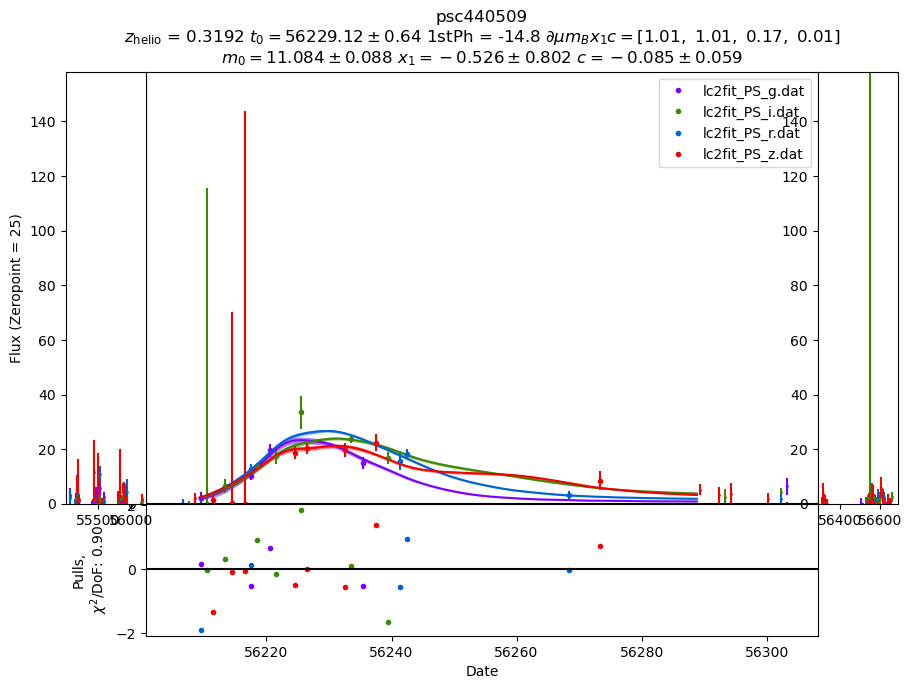 psc440509
z_helio = 0.3192 t_0 = 56229.12 ± 0.64 1stPh = -14.8 ∂μm_Bx_1c = [1.01, 1.01, 0.17, 0.01]
m_0 = 11.084 ± 0.088 x_1 = −0.526 ± 0.802 c = −0.085 ± 0.059
lc2fit_PS_g.dat
lc2fit_PS_i.dat
lc2fit_PS_r.dat
lc2fit_PS_z.dat
Flux (Zeropoint = 25)
140
120
100
80
60
40
20
0
140
120
100
80
60
40
20
0
55500 56000
56400 56600
Pulls,
χ²/DoF: 0.90
0
−2
56220 56240 56260 56280 56300
Date